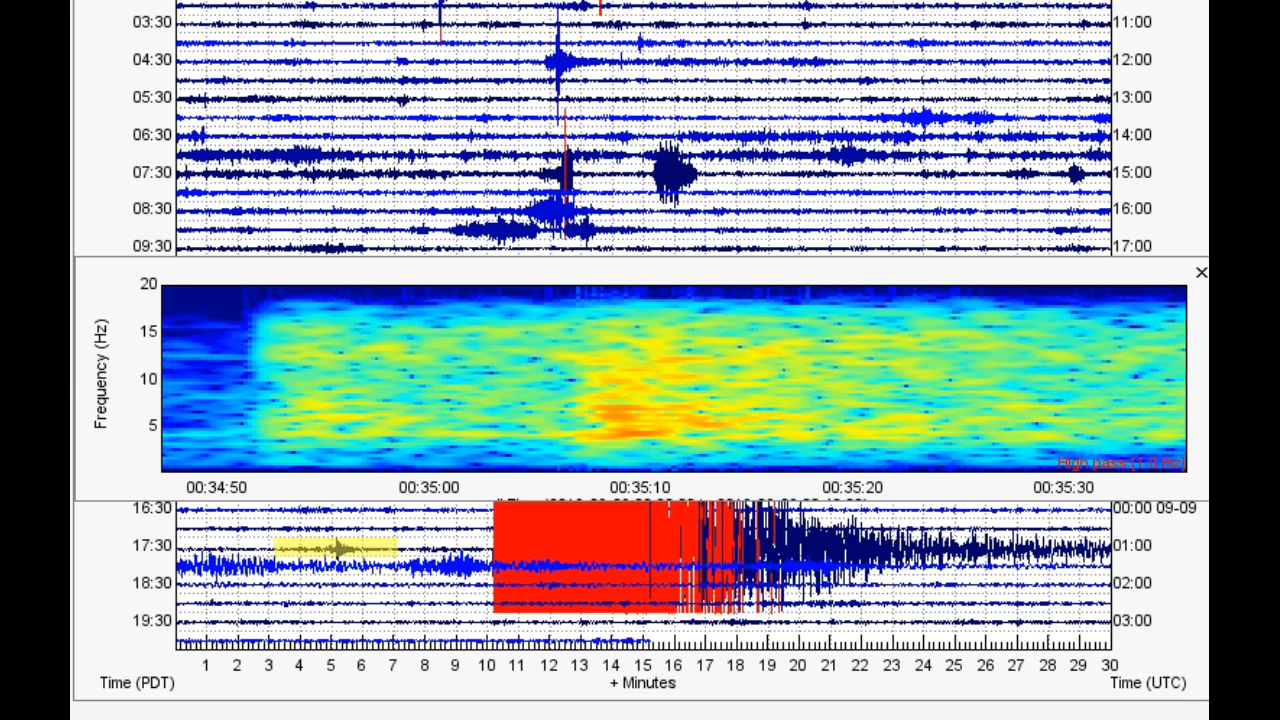 03:30 11:00
04:30 12:00
05:30 13:00
06:30 14:00
07:30 15:00
08:30 16:00
09:30 17:00
×
20
15
10
5
Frequency (Hz)
High pass (1.0 Hz)
00:34:50 00:35:00 00:35:10 00:35:20 00:35:30
16:30 00:00 09-09
17:30 01:00
18:30 02:00
19:30 03:00
1 2 3 4 5 6 7 8 9 10 11 12 13 14 15 16 17 18 19 20 21 22 23 24 25 26 27 28 29 30
Time (PDT) + Minutes Time (UTC)